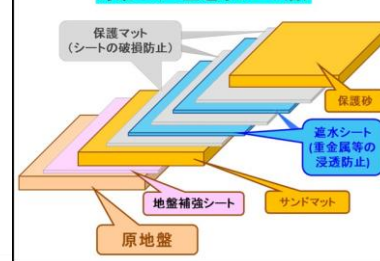 保護マット
(シートの破損防止)
保護砂
遮水シート
(重金属等の
浸透防止)
地盤補強シート
サンドマット
原地盤